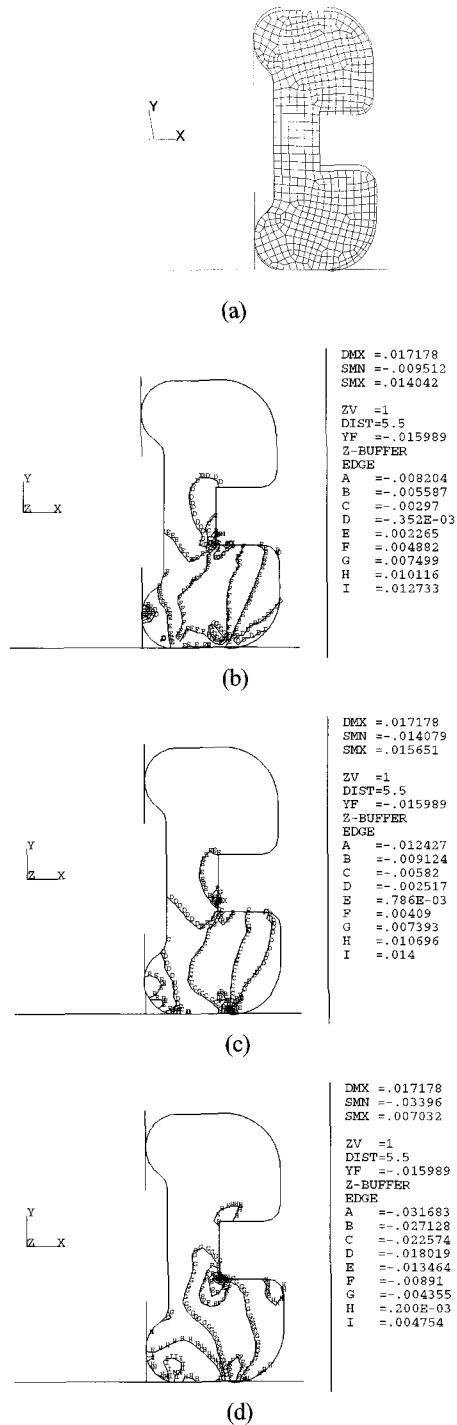 Y
X
(a)
DMX =.017178
SMN =-.009512
SMX =.014042
ZV =1
DIST=5.5
YF =-.015989
Z-BUFFER
EDGE
A =-.008204
B =-.005587
C =-.00297
D =-.352E-03
E =.002265
F =.004882
G =.007499
H =.010116
I =.012733
Y
Z X
(b)
DMX =.017178
SMN =-.014079
SMX =.015651
ZV =1
DIST=5.5
YF =-.015989
Z-BUFFER
EDGE
A =-.012427
B =-.009124
C =-.00582
D =-.002517
E =.786E-03
F =.00409
G =.007393
H =.010696
I =.014
Y
Z X
(c)
DMX =.017178
SMN =-.03396
SMX =.007032
ZV =1
DIST=5.5
YF =-.015989
Z-BUFFER
EDGE
A =-.031683
B =-.027128
C =-.022574
D =-.018019
E =-.013464
F =-.00891
G =-.004355
H =.200E-03
I =.004754
Y
Z X
(d)